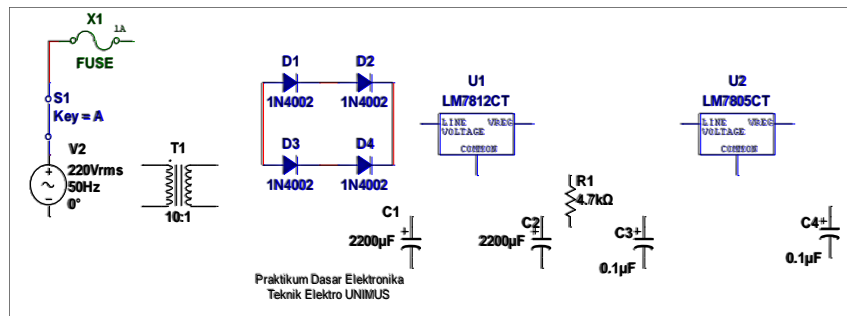 X1
1A
FUSE
S1
Key = A
V2
220Vrms
50Hz
0°
T1
10:1
D1
1N4002
D2
1N4002
D3
1N4002
D4
1N4002
U1
LM7812CT
LINE VREG
VOLTAGE
COMMON
U2
LM7805CT
LINE VREG
VOLTAGE
COMMON
R1
4.7kΩ
C1
2200µF
C2
2200µF
C3
0.1µF
C4
0.1µF
Praktikum Dasar Elektronika
Teknik Elektro UNIMUS